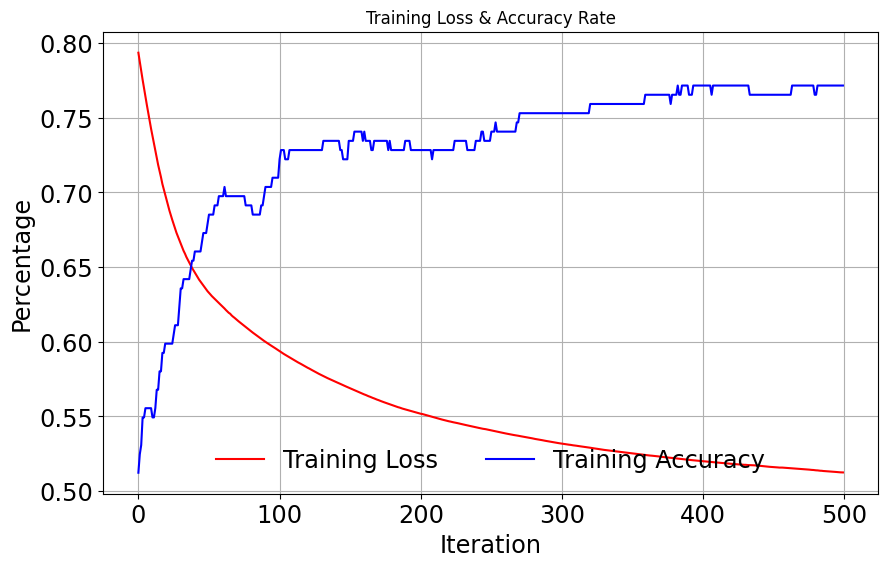 Training Loss & Accuracy Rate
0.80
0.75
0.70
0.65
0.60
0.55
0.50
Percentage
Training Loss Training Accuracy
0 100 200 300 400 500
Iteration